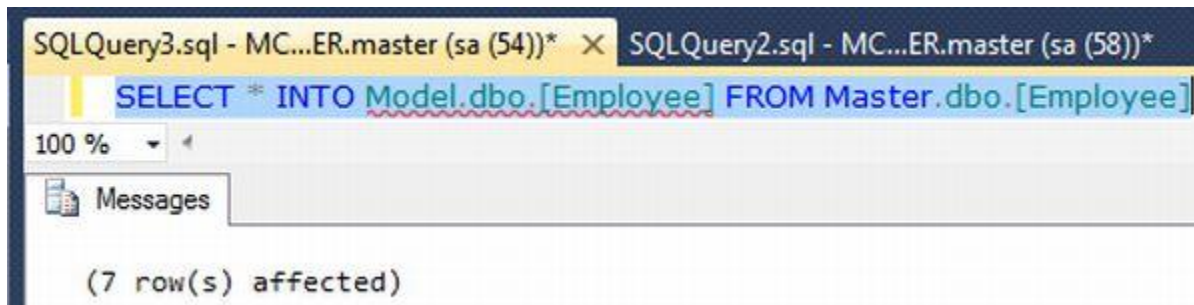 SQLQuery3.sql - MC...ER.master (sa (54))* SQLQuery2.sql - MC...ER.master (sa (58))*
SELECT * INTO Model.dbo.[Employee] FROM Master.dbo.[Employee]
100 %
Messages
(7 row(s) affected)